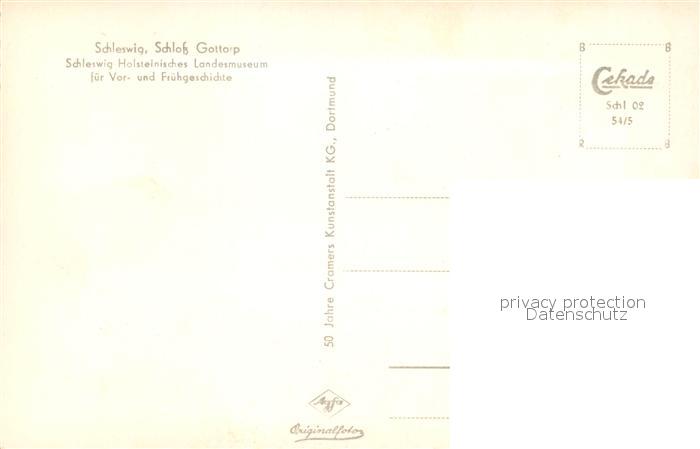 Schleswig, Schloß Gottorp
Schleswig Holsteinisches Landesmuseum
für Vor- und Frühgeschichte
50 Jahre Cramers Kunstanstalt KG., Dortmund
Cekade
Schl 02
54/5
privacy protection
Datenschutz
Agfa
Originalfoto